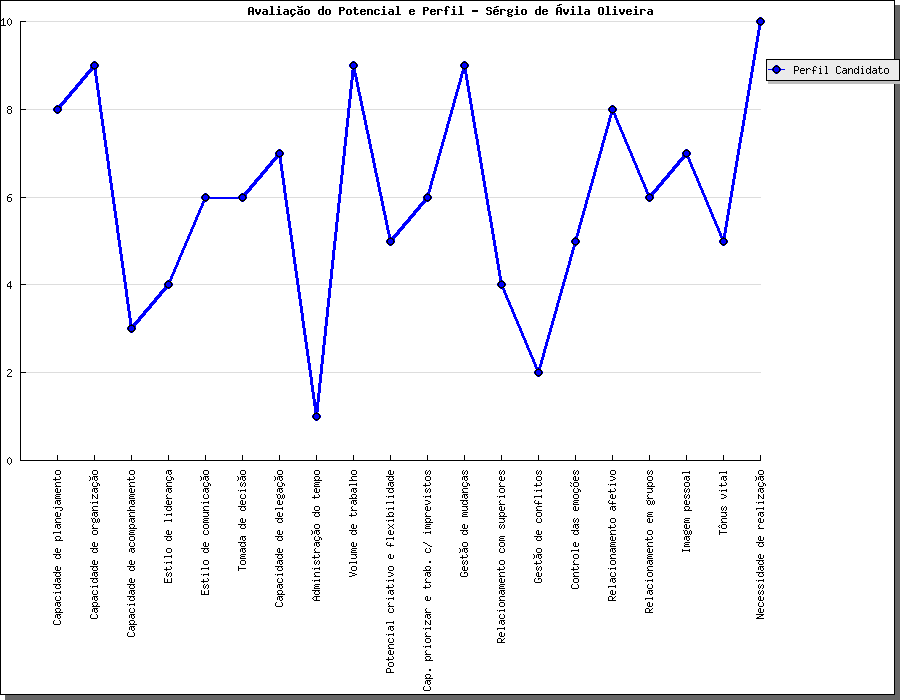 Avaliação do Potencial e Perfil - Sérgio de Ávila Oliveira
Perfil Candidato
10
8
6
4
2
0
Capacidade de planejamento
Capacidade de organização
Capacidade de acompanhamento
Estilo de liderança
Estilo de comunicação
Tomada de decisão
Capacidade de delegação
Administração do tempo
Volume de trabalho
Potencial criativo e flexibilidade
Cap. priorizar e trab. c/ imprevistos
Gestão de mudanças
Relacionamento com superiores
Gestão de conflitos
Controle das emoções
Relacionamento afetivo
Relacionamento em grupos
Imagem pessoal
Tônus vital
Necessidade de realização